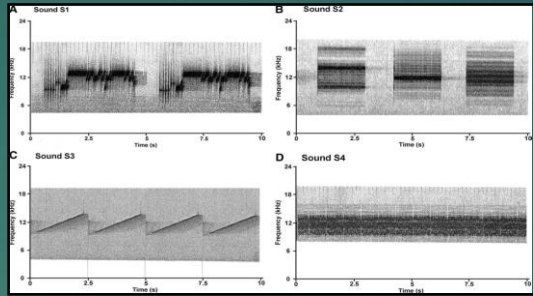 A Sound S1
24
18
12
6
0
Frequency (kHz)
0 2.5 5 7.5 10
Time (s)
B Sound S2
24
18
12
6
0
Frequency (kHz)
0 2.5 5 7.5 10
Time (s)
C Sound S3
24
18
12
6
0
Frequency (kHz)
0 2.5 5 7.5 10
Time (s)
D Sound S4
24
18
12
6
0
Frequency (kHz)
0 2.5 5 7.5 10
Time (s)